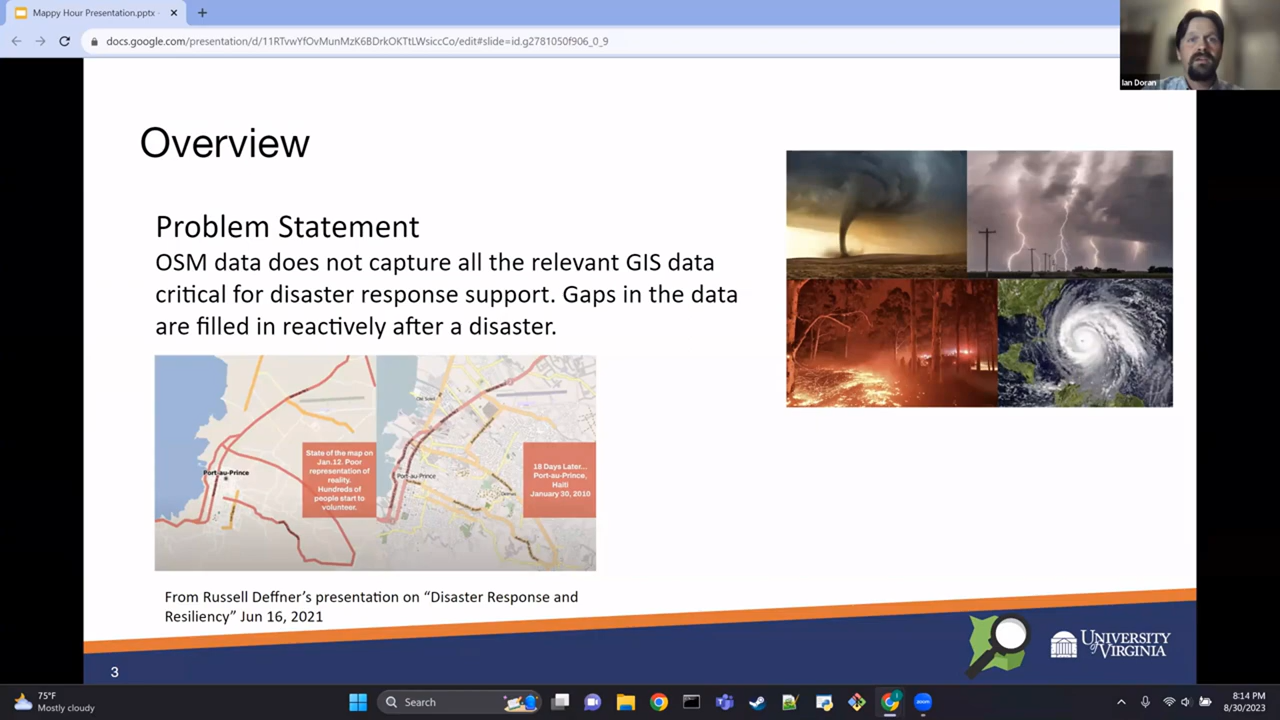 Mappy Hour Presentation.pptx
docs.google.com/presentation/d/11RTvwYfOvMunMzK6BDrkOKTtLWsiccCo/edit#slide=id.g2781050f906_0_9
Ian Doran
Overview
Problem Statement
OSM data does not capture all the relevant GIS data
critical for disaster response support. Gaps in the data
are filled in reactively after a disaster.
State of the map on
Jan.12. Poor
representation of
reality.
Hundreds of
people start to
volunteer.
Port-au-Prince
18 Days Later...
Port-au-Prince,
Haiti
January 30, 2010
Port-au-Prince
From Russell Deffner's presentation on “Disaster Response and
Resiliency” Jun 16, 2021
3
UNIVERSITY
of VIRGINIA
75°F
Mostly cloudy
Search
8:14 PM
8/30/2023